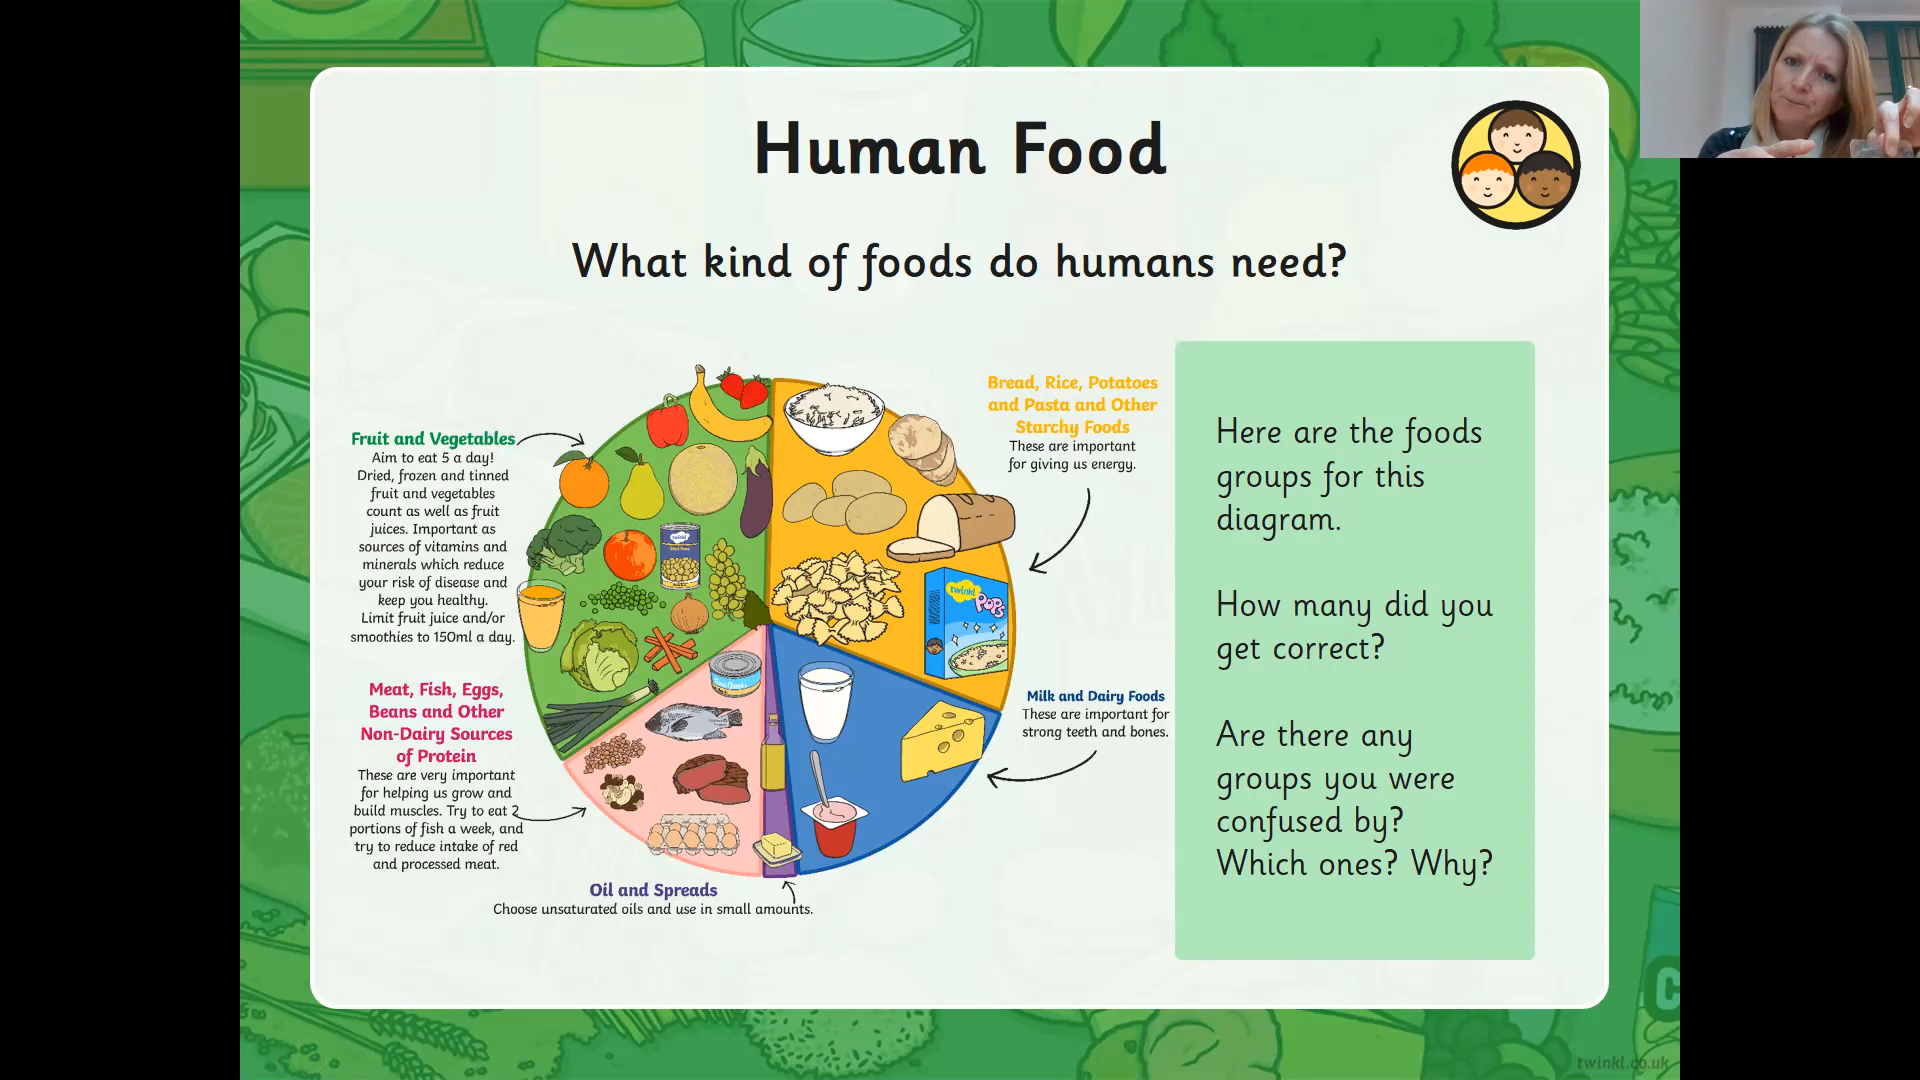 Human Food
What kind of foods do humans need?
Fruit and Vegetables
Aim to eat 5 a day!
Dried, frozen and tinned
fruit and vegetables
count as well as fruit
juices. Important as
sources of vitamins and
minerals which reduce
your risk of disease and
keep you healthy.
Limit fruit juice and/or
smoothies to 150ml a day.
Meat, Fish, Eggs,
Beans and Other
Non-Dairy Sources
of Protein
These are very important
for helping us grow and
build muscles. Try to eat 2
portions of fish a week, and
try to reduce intake of red
and processed meat.
Oil and Spreads
Choose unsaturated oils and use in small amounts.
twinkl
Bread, Rice, Potatoes
and Pasta and Other
Starchy Foods
These are important
for giving us energy.
twinkl
Pops
Milk and Dairy Foods
These are important for
strong teeth and bones.
Here are the foods
groups for this
diagram.
How many did you
get correct?
Are there any
groups you were
confused by?
Which ones? Why?
C
twinkl.co.uk